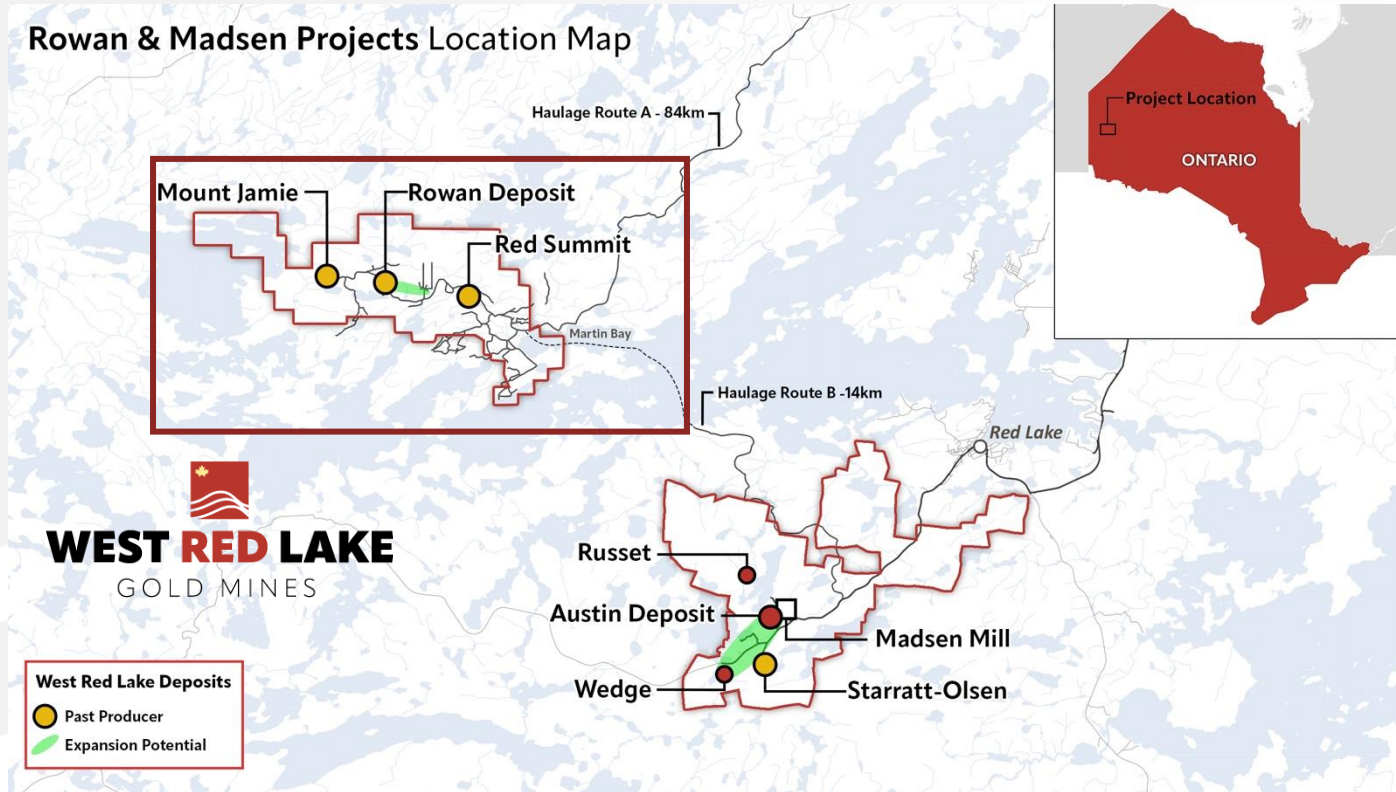 Rowan & Madsen Projects Location Map
Haulage Route A - 84km
Project Location
ONTARIO
Mount Jamie
Rowan Deposit
Red Summit
Martin Bay
Haulage Route B -14km
Red Lake
WEST RED LAKE
GOLD MINES
Russet
Austin Deposit
Madsen Mill
Wedge
Starratt-Olsen
West Red Lake Deposits
Past Producer
Expansion Potential